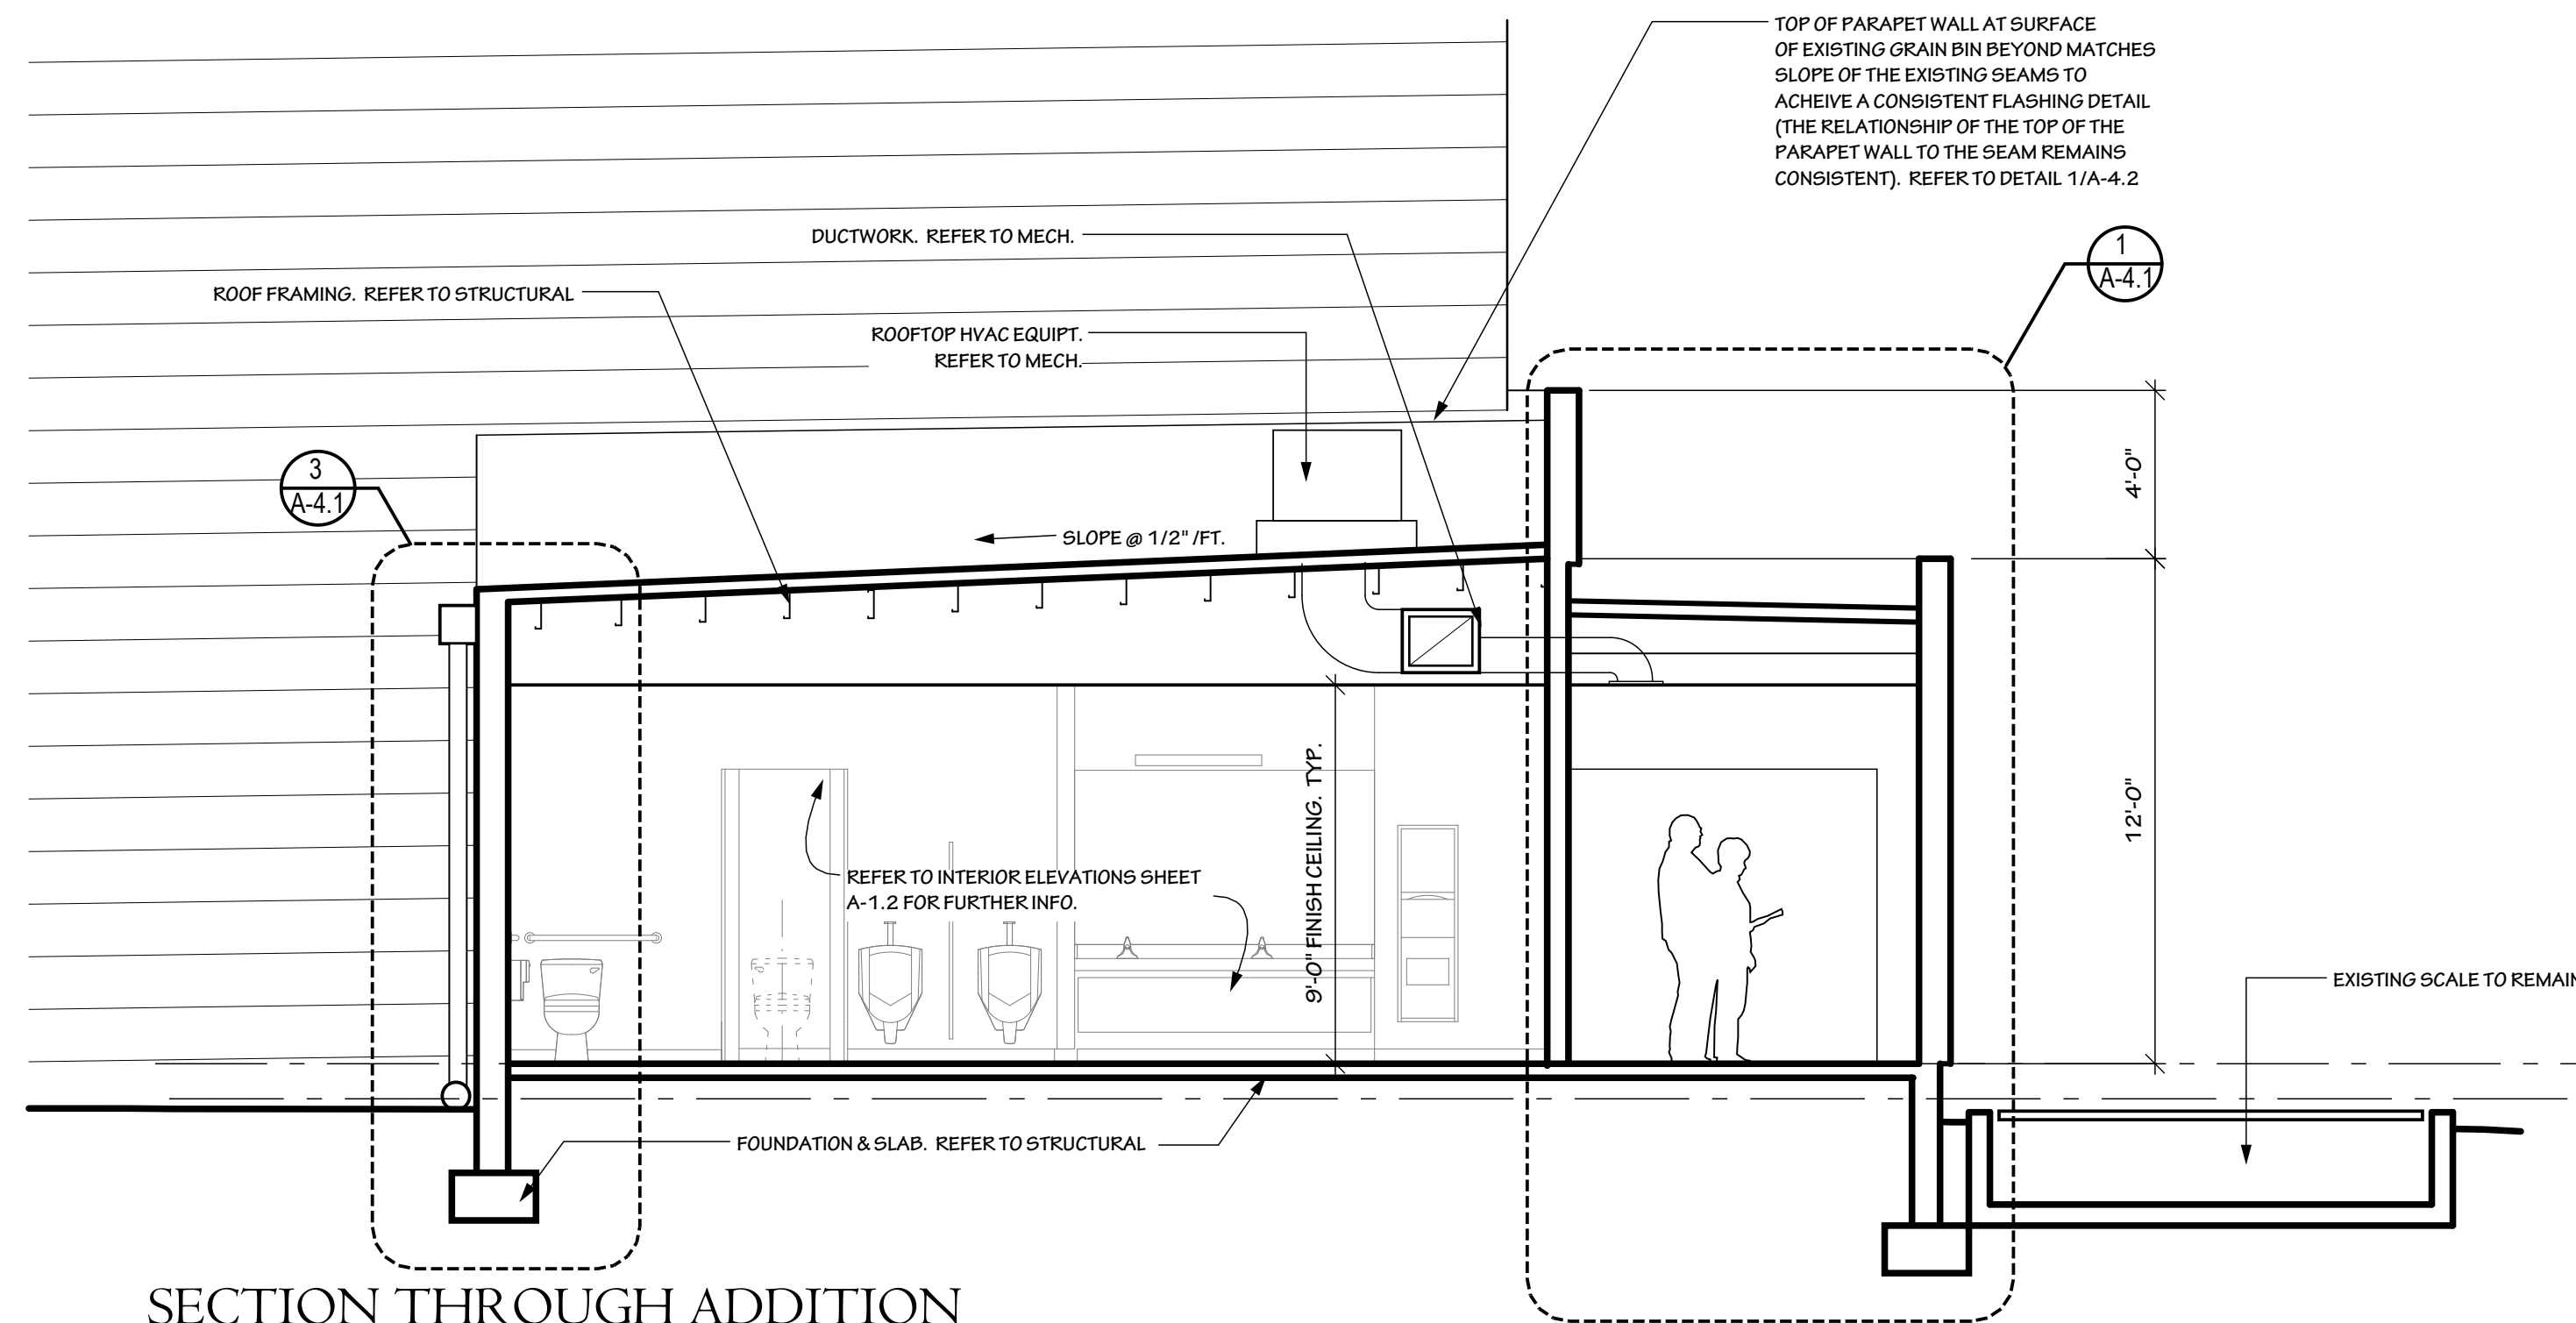 TOP OF PARAPET WALL AT SURFACE
OF EXISTING GRAIN BIN BEYOND MATCHES
SLOPE OF THE EXISTING SEAMS TO
ACHEIVE A CONSISTENT FLASHING DETAIL
(THE RELATIONSHIP OF THE TOP OF THE
PARAPET WALL TO THE SEAM REMAINS
CONSISTENT). REFER TO DETAIL 1/A-4.2
DUCTWORK. REFER TO MECH.
1
A-4.1
ROOF FRAMING. REFER TO STRUCTURAL
ROOFTOP HVAC EQUIPT.
REFER TO MECH.
3
A-4.1
4'-0"
SLOPE @ 1/2" /FT.
12'-0"
9'-0" FINISH CEILING. TYP.
REFER TO INTERIOR ELEVATIONS SHEET
A-1.2 FOR FURTHER INFO.
EXISTING SCALE TO REMAIN
FOUNDATION & SLAB. REFER TO STRUCTURAL
SECTION THROUGH ADDITION